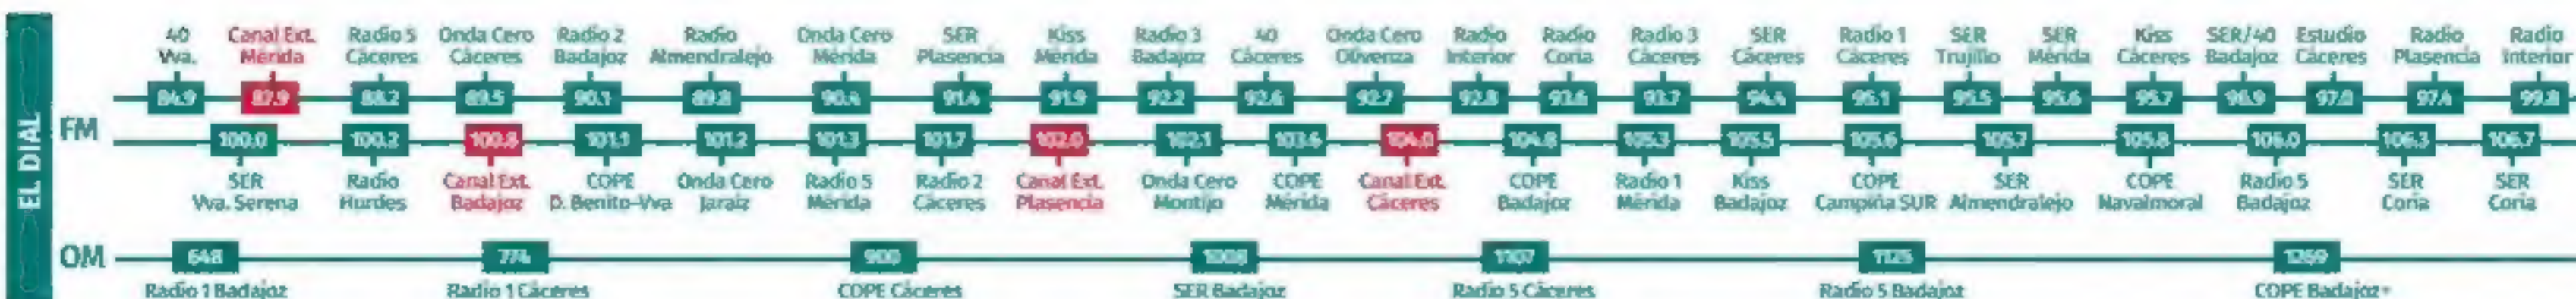 EL DIAL
FM
40 Canal Ext. Radio 5 Onda Cero Radio 2 Radio Onda Cero SER Kiss Radio 3 40 Onda Cero Radio Radio Radio 3 SER Radio 1 SER SER Kiss SER/40 Estudio Radio Radio
Vva. Mérida Cáceres Cáceres Badajoz Almendralejo Mérida Plasencia Mérida Badajoz Cáceres Olivenza Interior Coria Cáceres Cáceres Cáceres Trujillo Mérida Cáceres Badajoz Cáceres Plasencia Interior
84.9 87.9 88.2 89.5 90.1 89.8 90.4 91.4 91.9 92.2 92.6 92.7 92.8 93.6 93.7 94.4 95.1 95.5 95.6 95.7 96.9 97.0 97.4 99.8
100.0 100.2 100.8 101.1 101.2 101.3 101.7 102.0 102.1 103.6 104.0 104.8 105.3 105.5 105.6 105.7 105.8 106.0 106.3 106.7
SER Radio Canal Ext. COPE Onda Cero Radio 5 Radio 2 Canal Ext. Onda Cero COPE Canal Ext. COPE Radio 1 Kiss COPE SER COPE Radio 5 SER SER
Vva. Serena Hurdes Badajoz D. Benito-Vva Jaraiz Mérida Cáceres Plasencia Montijo Mérida Cáceres Badajoz Mérida Badajoz Campiña SUR Almendralejo Navalmoral Badajoz Coria Coria
OM
648 774 900 1008 1107 1125 1269
Radio 1 Badajoz Radio 1 Cáceres COPE Cáceres SER Badajoz Radio 5 Cáceres Radio 5 Badajoz COPE Badajoz